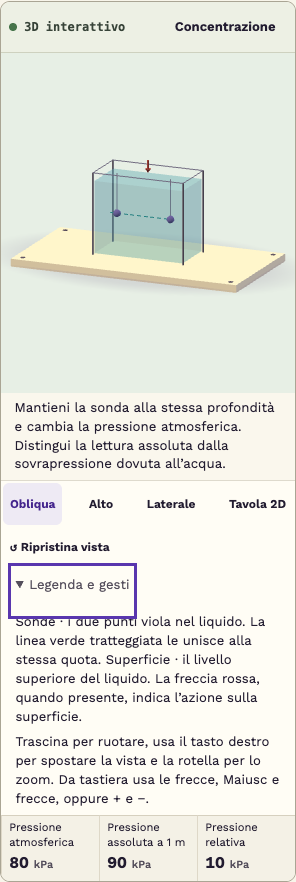 3D interattivo
Concentrazione
Mantieni la sonda alla stessa profondità
e cambia la pressione atmosferica.
Distingui la lettura assoluta dalla
sovrapressione dovuta all’acqua.
Obliqua Alto Laterale Tavola 2D
↺ Ripristina vista
▼ Legenda e gesti
Sonde · i due punti viola nel liquido. La
linea verde tratteggiata le unisce alla
stessa quota. Superficie · il livello
superiore del liquido. La freccia rossa,
quando presente, indica l’azione sulla
superficie.
Trascina per ruotare, usa il tasto destro
per spostare la vista e la rotella per lo
zoom. Da tastiera usa le frecce, Maiusc e
frecce, oppure + e −.
Pressione
atmosferica
80 kPa
Pressione
assoluta a 1 m
90 kPa
Pressione
relativa
10 kPa